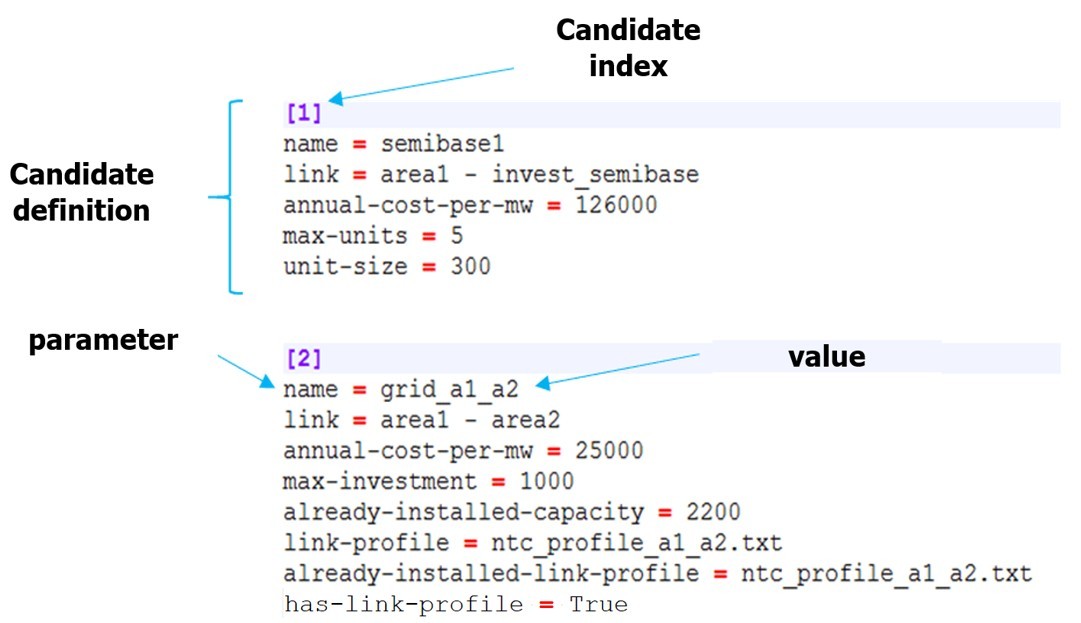 Candidate
index
[1]
name = semibase1
link = area1 - invest_semibase
annual-cost-per-mw = 126000
max-units = 5
unit-size = 300
Candidate
definition
parameter
value
[2]
name = grid_a1_a2
link = area1 - area2
annual-cost-per-mw = 25000
max-investment = 1000
already-installed-capacity = 2200
link-profile = ntc_profile_a1_a2.txt
already-installed-link-profile = ntc_profile_a1_a2.txt
has-link-profile = True